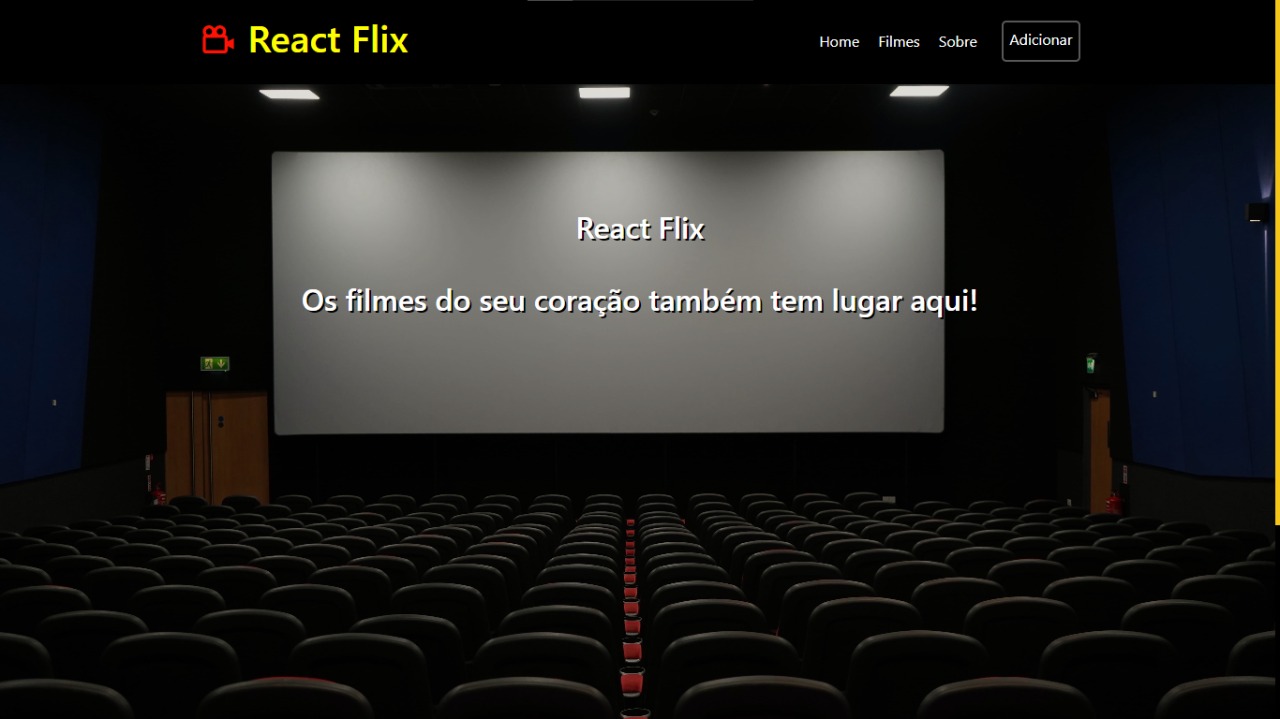 React Flix
Home Filmes Sobre Adicionar
React Flix
Os filmes do seu coração também tem lugar aqui!